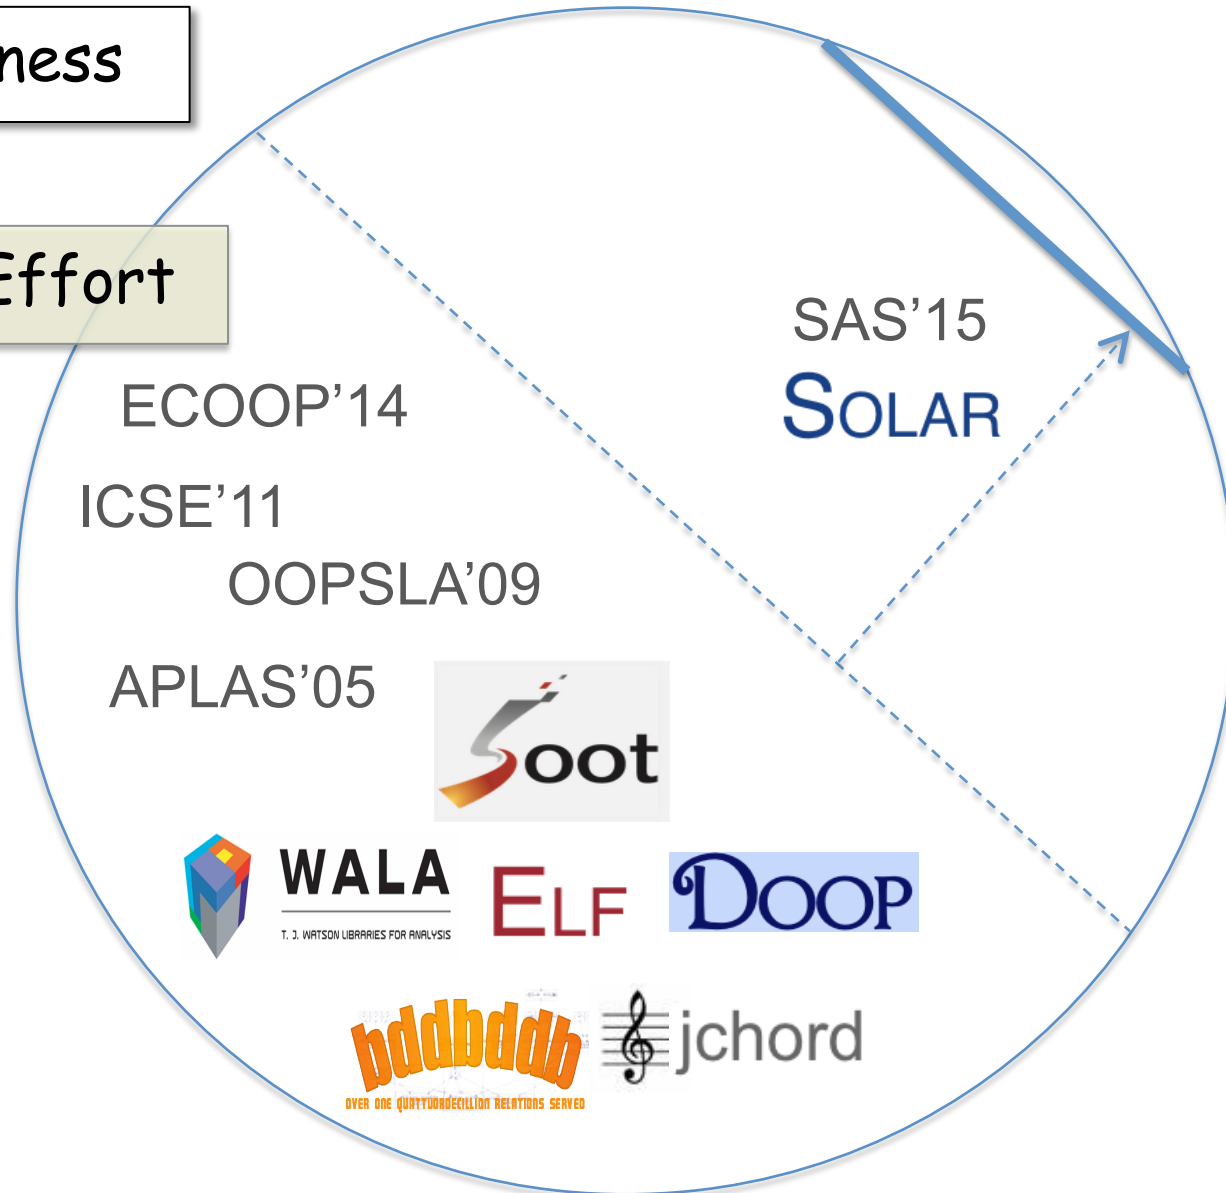 ness
Effort
SAS’15
SOLAR
ECOOP’14
ICSE’11
OOPSLA’09
APLAS’05
Soot
WALA
T. J. WATSON LIBRARIES FOR ANALYSIS
ELF
DOOP
bddbddb
OVER ONE QUATTUORDECILLION RELATIONS SERVED
jchord